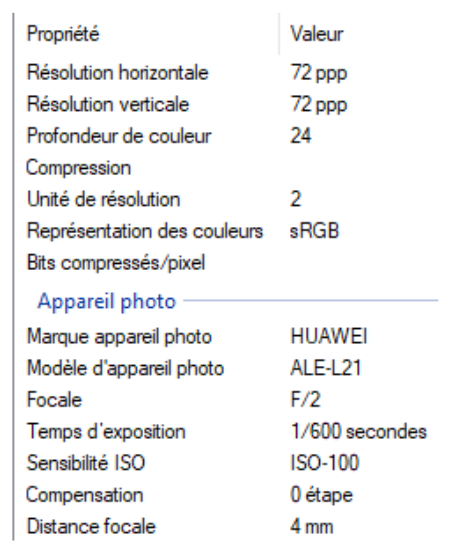 Propriété Valeur
Résolution horizontale 72 ppp
Résolution verticale 72 ppp
Profondeur de couleur 24
Compression
Unité de résolution 2
Représentation des couleurs sRGB
Bits compressés/pixel
Appareil photo
Marque appareil photo HUAWEI
Modèle d'appareil photo ALE-L21
Focale F/2
Temps d'exposition 1/600 secondes
Sensibilité ISO ISO-100
Compensation 0 étape
Distance focale 4 mm